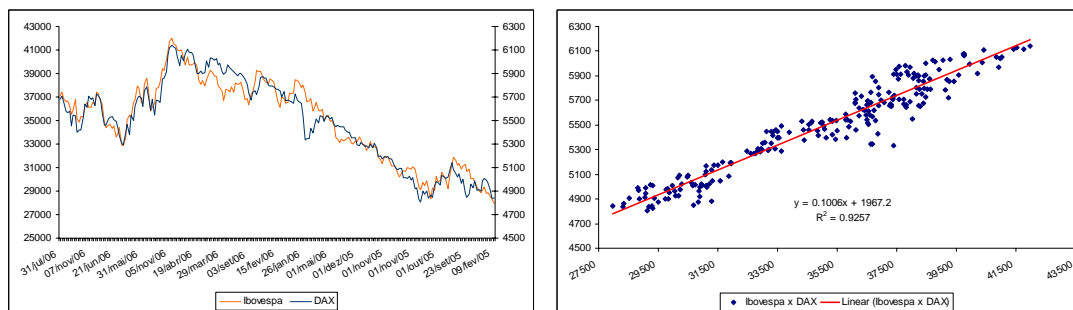 43000
41000
39000
37000
35000
33000
31000
29000
27000
25000
6300
6100
5900
5700
5500
5300
5100
4900
4700
4500
31/jul/06
07/nov/06
21/jun/06
31/mai/06
05/nov/06
19/abr/06
29/mar/06
03/set/06
15/fev/06
26/jan/06
01/mai/06
01/dez/05
01/nov/05
01/out/05
23/set/05
09/fev/05
Ibovespa
DAX
6300
6100
5900
5700
5500
5300
5100
4900
4700
4500
y = 0.1006x + 1967.2
R² = 0.9257
27500
29500
31500
33500
35500
37500
39500
41500
43500
Ibovespa x DAX
Linear (Ibovespa x DAX)